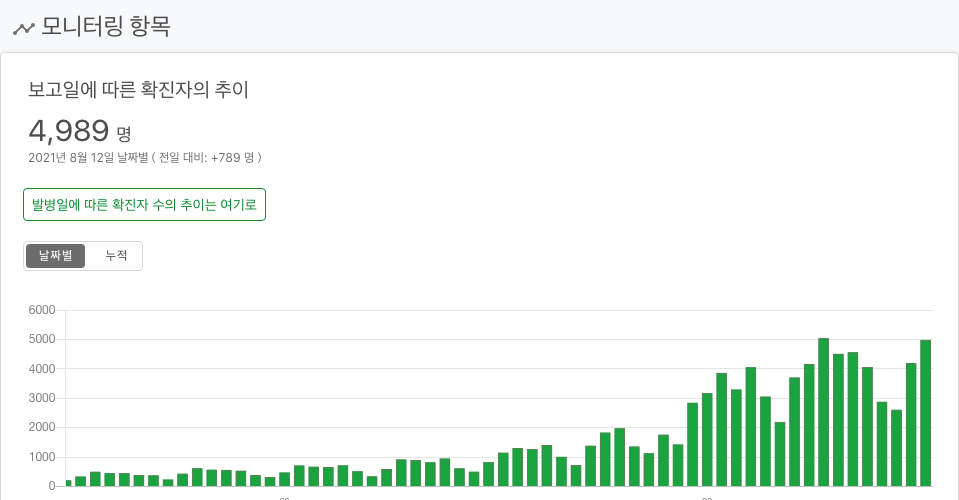 모니터링 항목
보고일에 따른 확진자의 추이
4,989 명
2021년 8월 12일 날짜별 ( 전일 대비: +789 명 )
발병일에 따른 확진자 수의 추이는 여기로
날짜별 누적
6000
5000
4000
3000
2000
1000
0